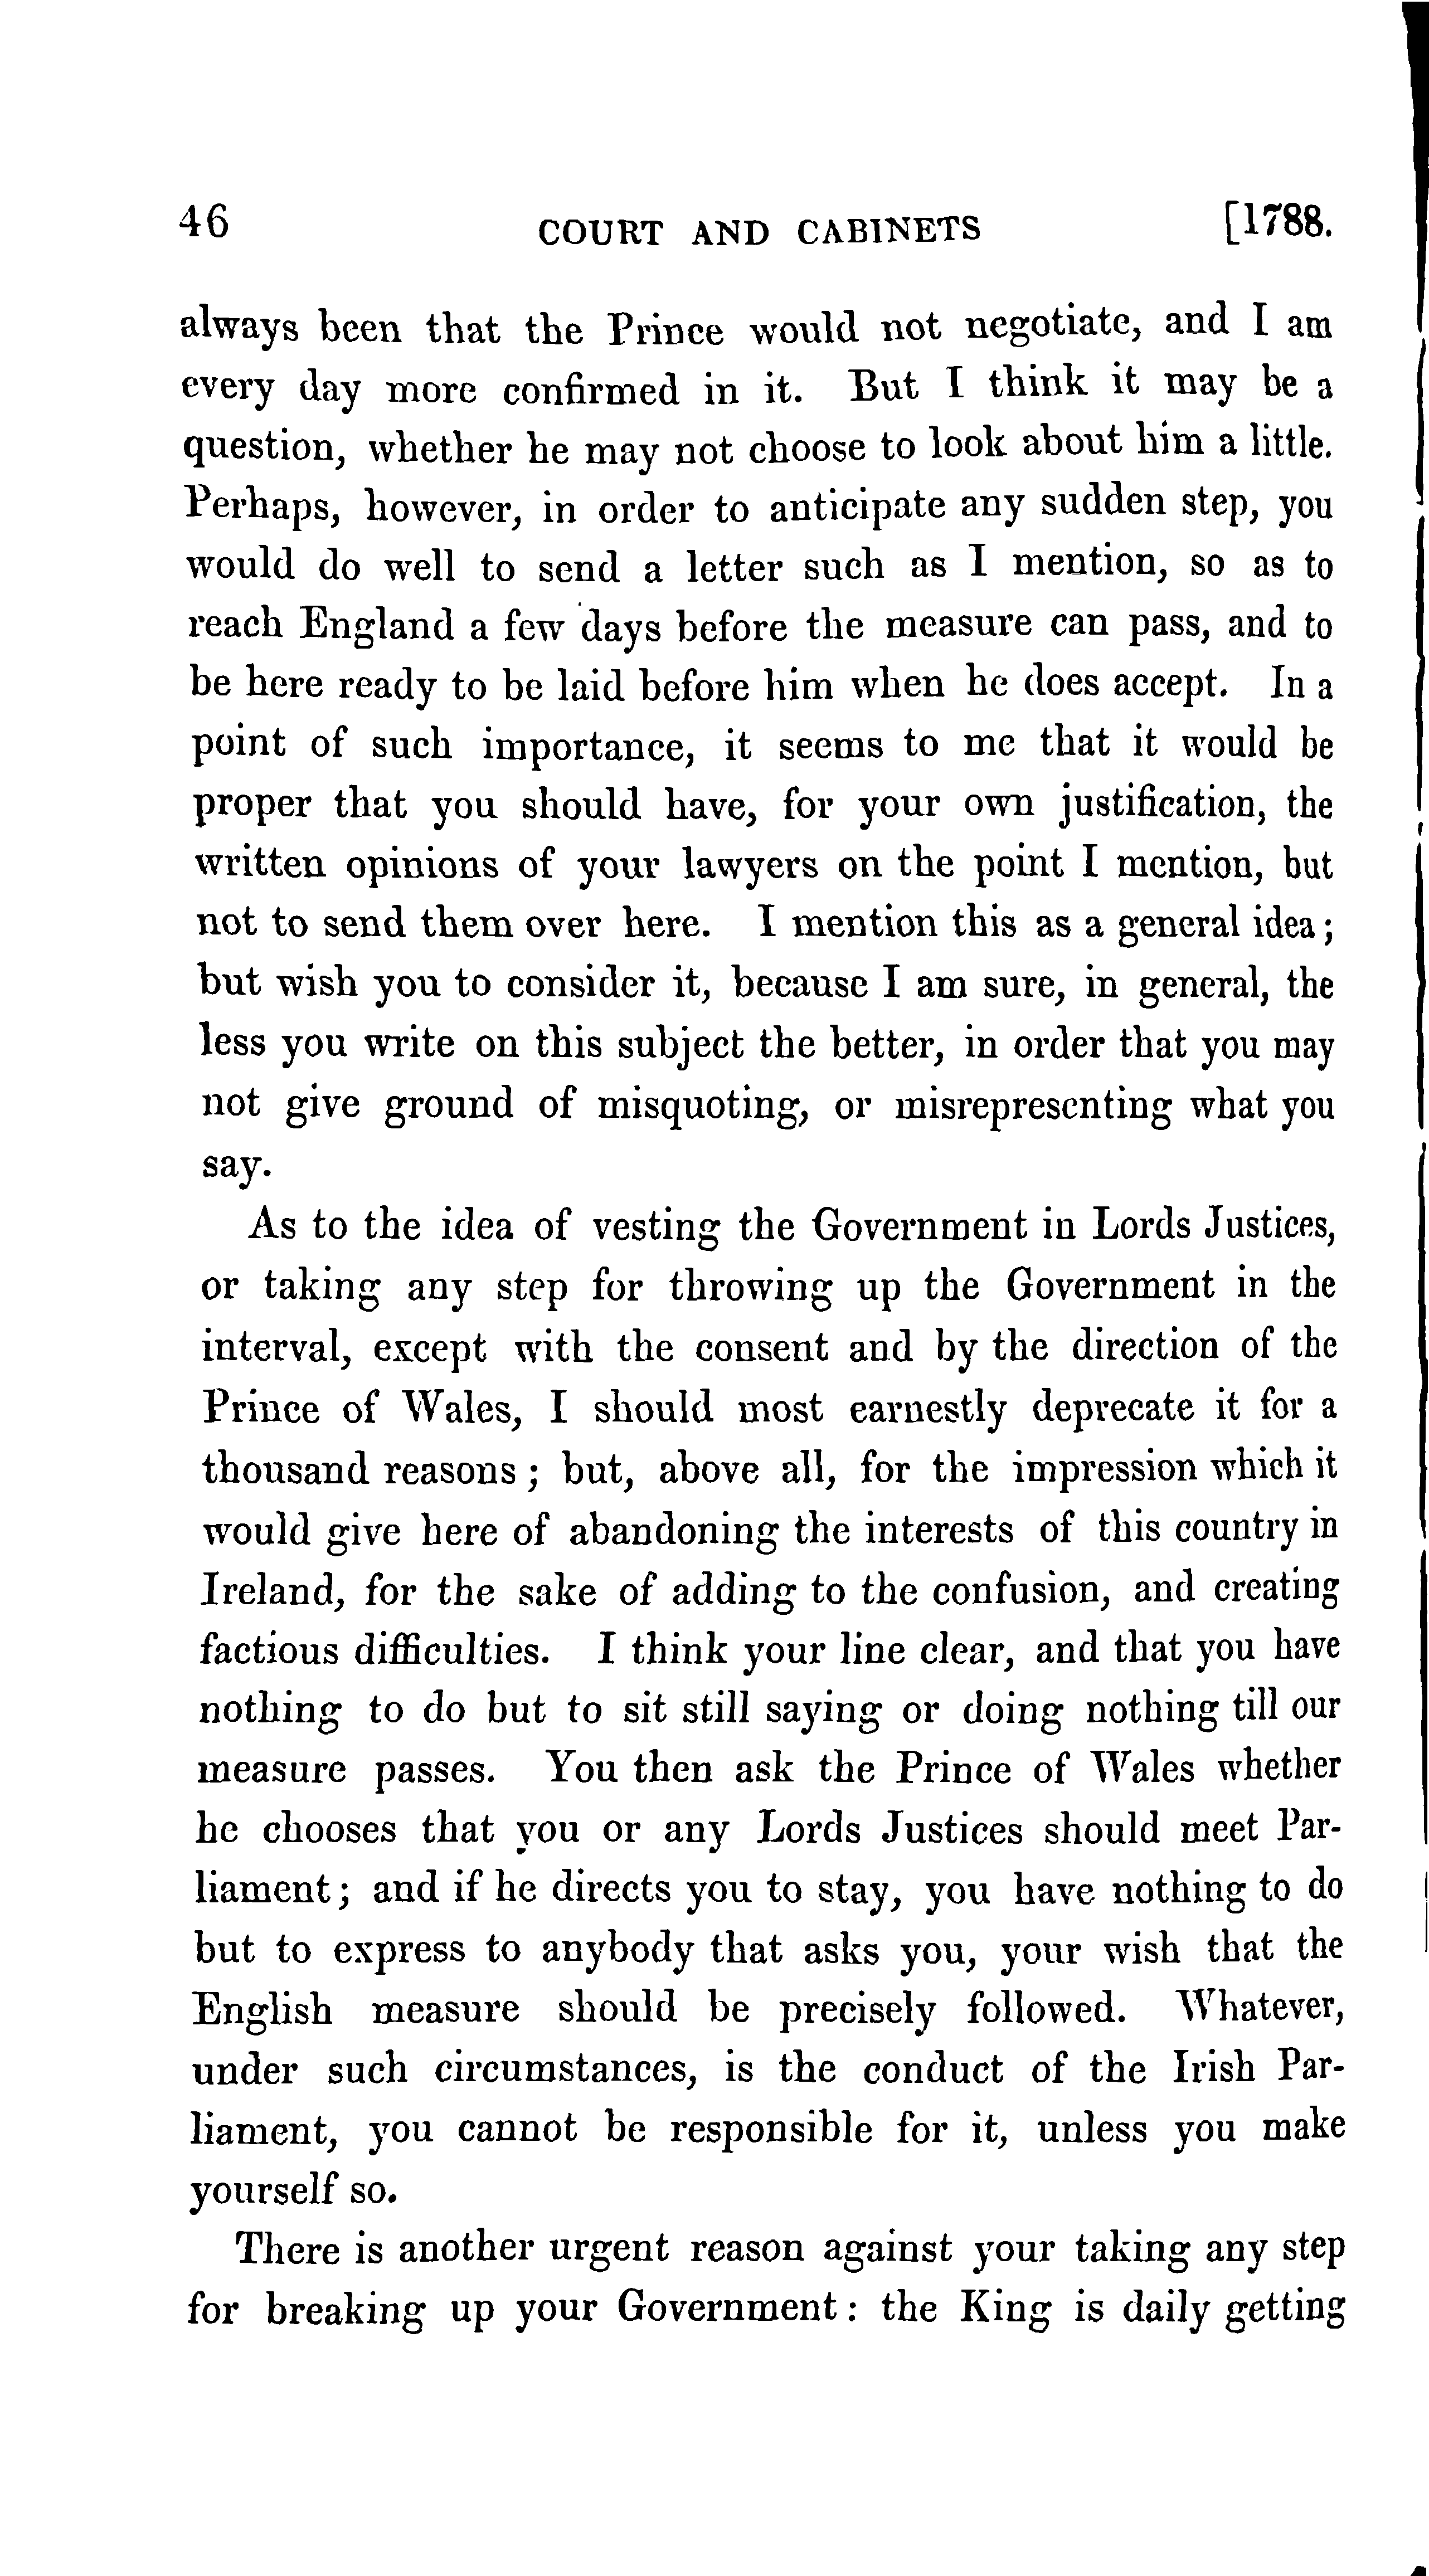 46 COURT AND CABINETS [1788.
always been that the Prince would not negotiate, and I am
every day more confirmed in it. But I think it may be a
question, whether he may not choose to look about him a little.
Perhaps, however, in order to anticipate any sudden step, you
would do well to send a letter such as I mention, so as to
reach England a few days before the measure can pass, and to
be here ready to be laid before him when he does accept. In a
point of such importance, it seems to me that it would be
proper that you should have, for your own justification, the
written opinions of your lawyers on the point I mention, but
not to send them over here. I mention this as a general idea;
but wish you to consider it, because I am sure, in general, the
less you write on this subject the better, in order that you may
not give ground of misquoting, or misrepresenting what you
say.
As to the idea of vesting the Government in Lords Justices,
or taking any step for throwing up the Government in the
interval, except with the consent and by the direction of the
Prince of Wales, I should most earnestly deprecate it for a
thousand reasons; but, above all, for the impression which it
would give here of abandoning the interests of this country in
Ireland, for the sake of adding to the confusion, and creating
factious difficulties. I think your line clear, and that you have
nothing to do but to sit still saying or doing nothing till our
measure passes. You then ask the Prince of Wales whether
he chooses that you or any Lords Justices should meet Par-
liament; and if he directs you to stay, you have nothing to do
but to express to anybody that asks you, your wish that the
English measure should be precisely followed. Whatever,
under such circumstances, is the conduct of the Irish Par-
liament, you cannot be responsible for it, unless you make
yourself so.
There is another urgent reason against your taking any step
for breaking up your Government: the King is daily getting